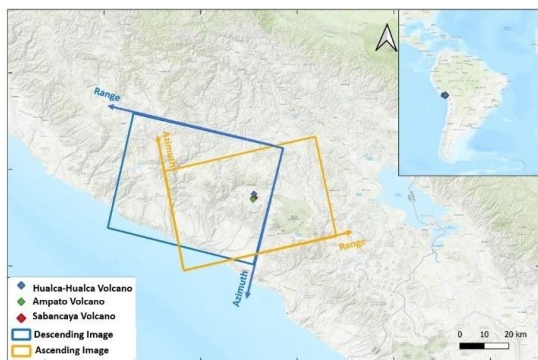 Range
Azimuth
Range
Azimuth
Hualca-Hualca Volcano
Ampato Volcano
Sabancaya Volcano
Descending Image
Ascending Image
0 10 20 km